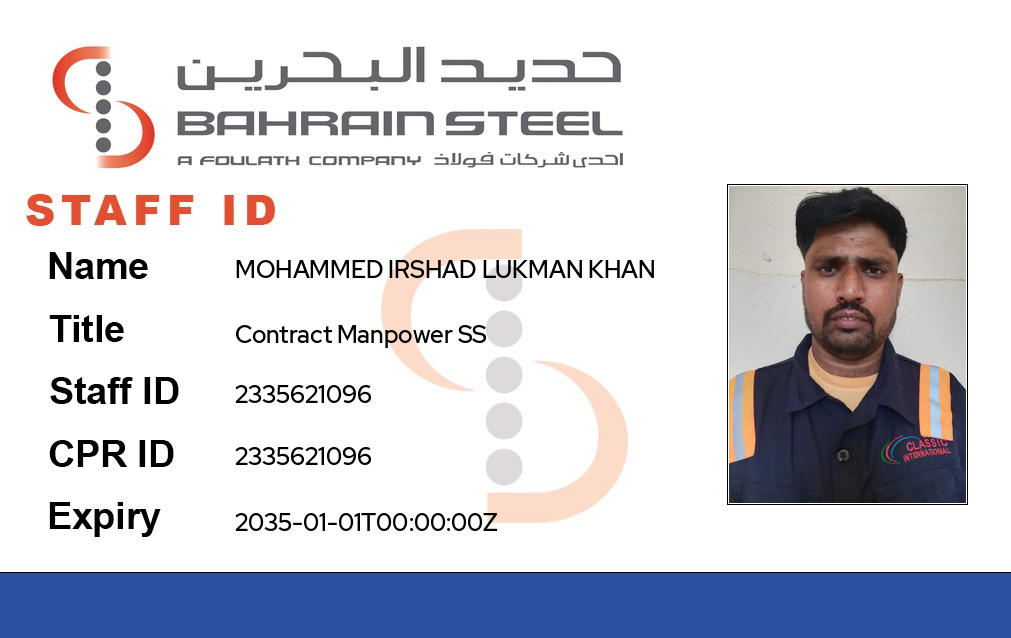 حديد البحرين
BAHRAIN STEEL
A FOULATH COMPANY احدى شركات فولاذ
STAFF ID
Name MOHAMMED IRSHAD LUKMAN KHAN
Title Contract Manpower SS
Staff ID 2335621096
CPR ID 2335621096
Expiry 2035-01-01T00:00:00Z
CLASSIC
INTERNATIONAL